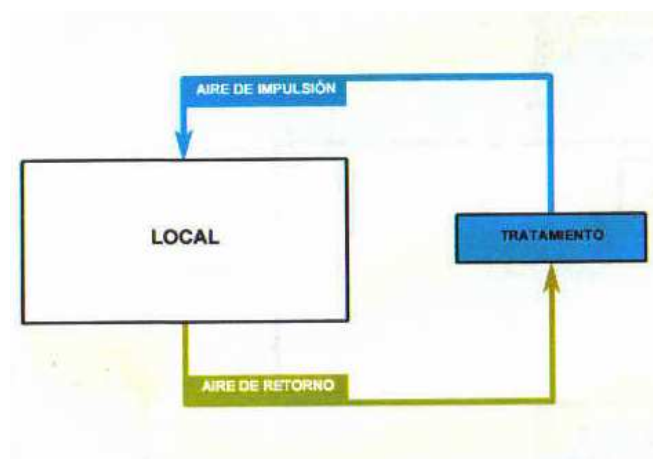 AIRE DE IMPULSIÓN
LOCAL
TRATAMIENTO
AIRE DE RETORNO